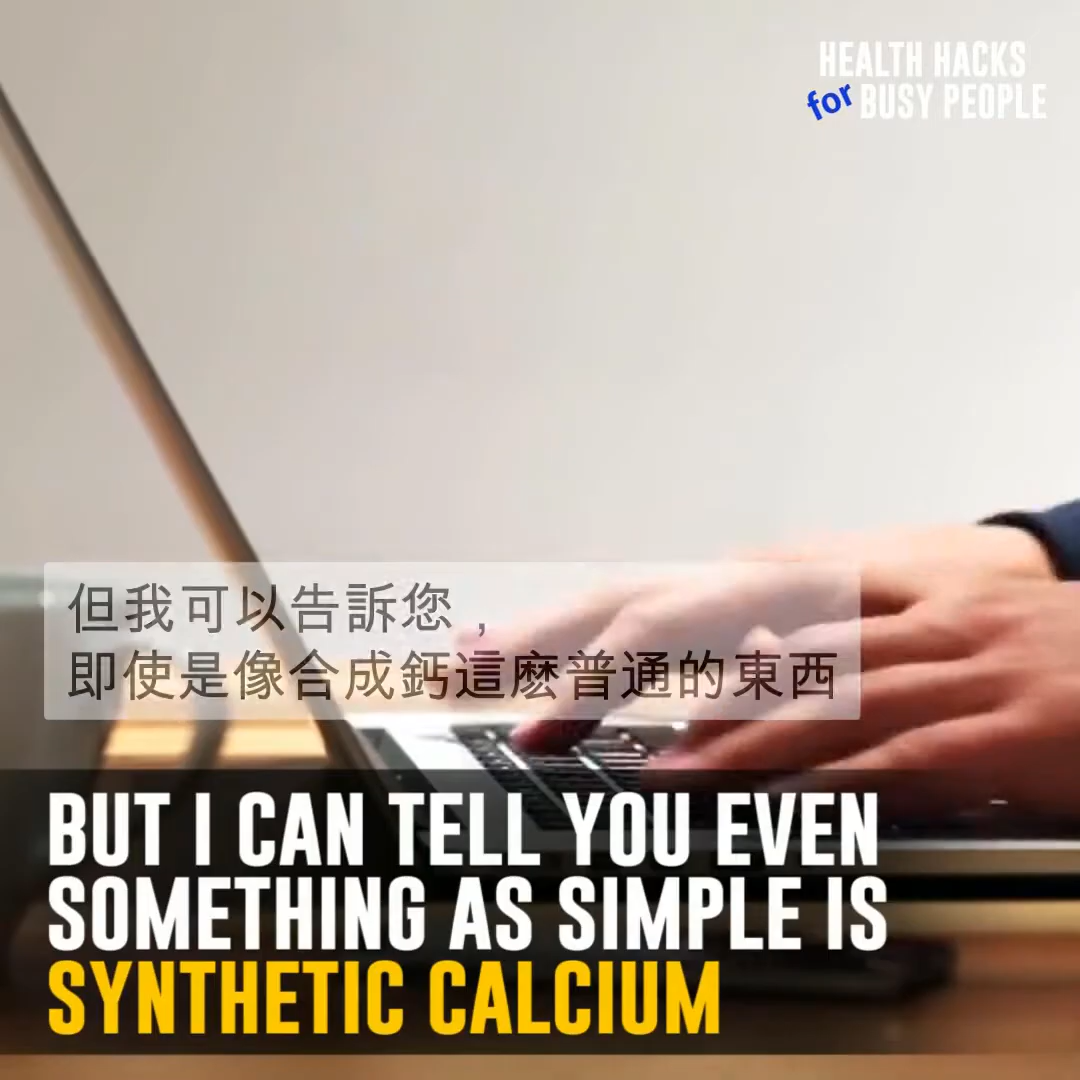 HEALTH HACKS
for BUSY PEOPLE
但我可以告訴您，
即使是像合成鈣這麽普通的東西
BUT I CAN TELL YOU EVEN
SOMETHING AS SIMPLE IS
SYNTHETIC CALCIUM